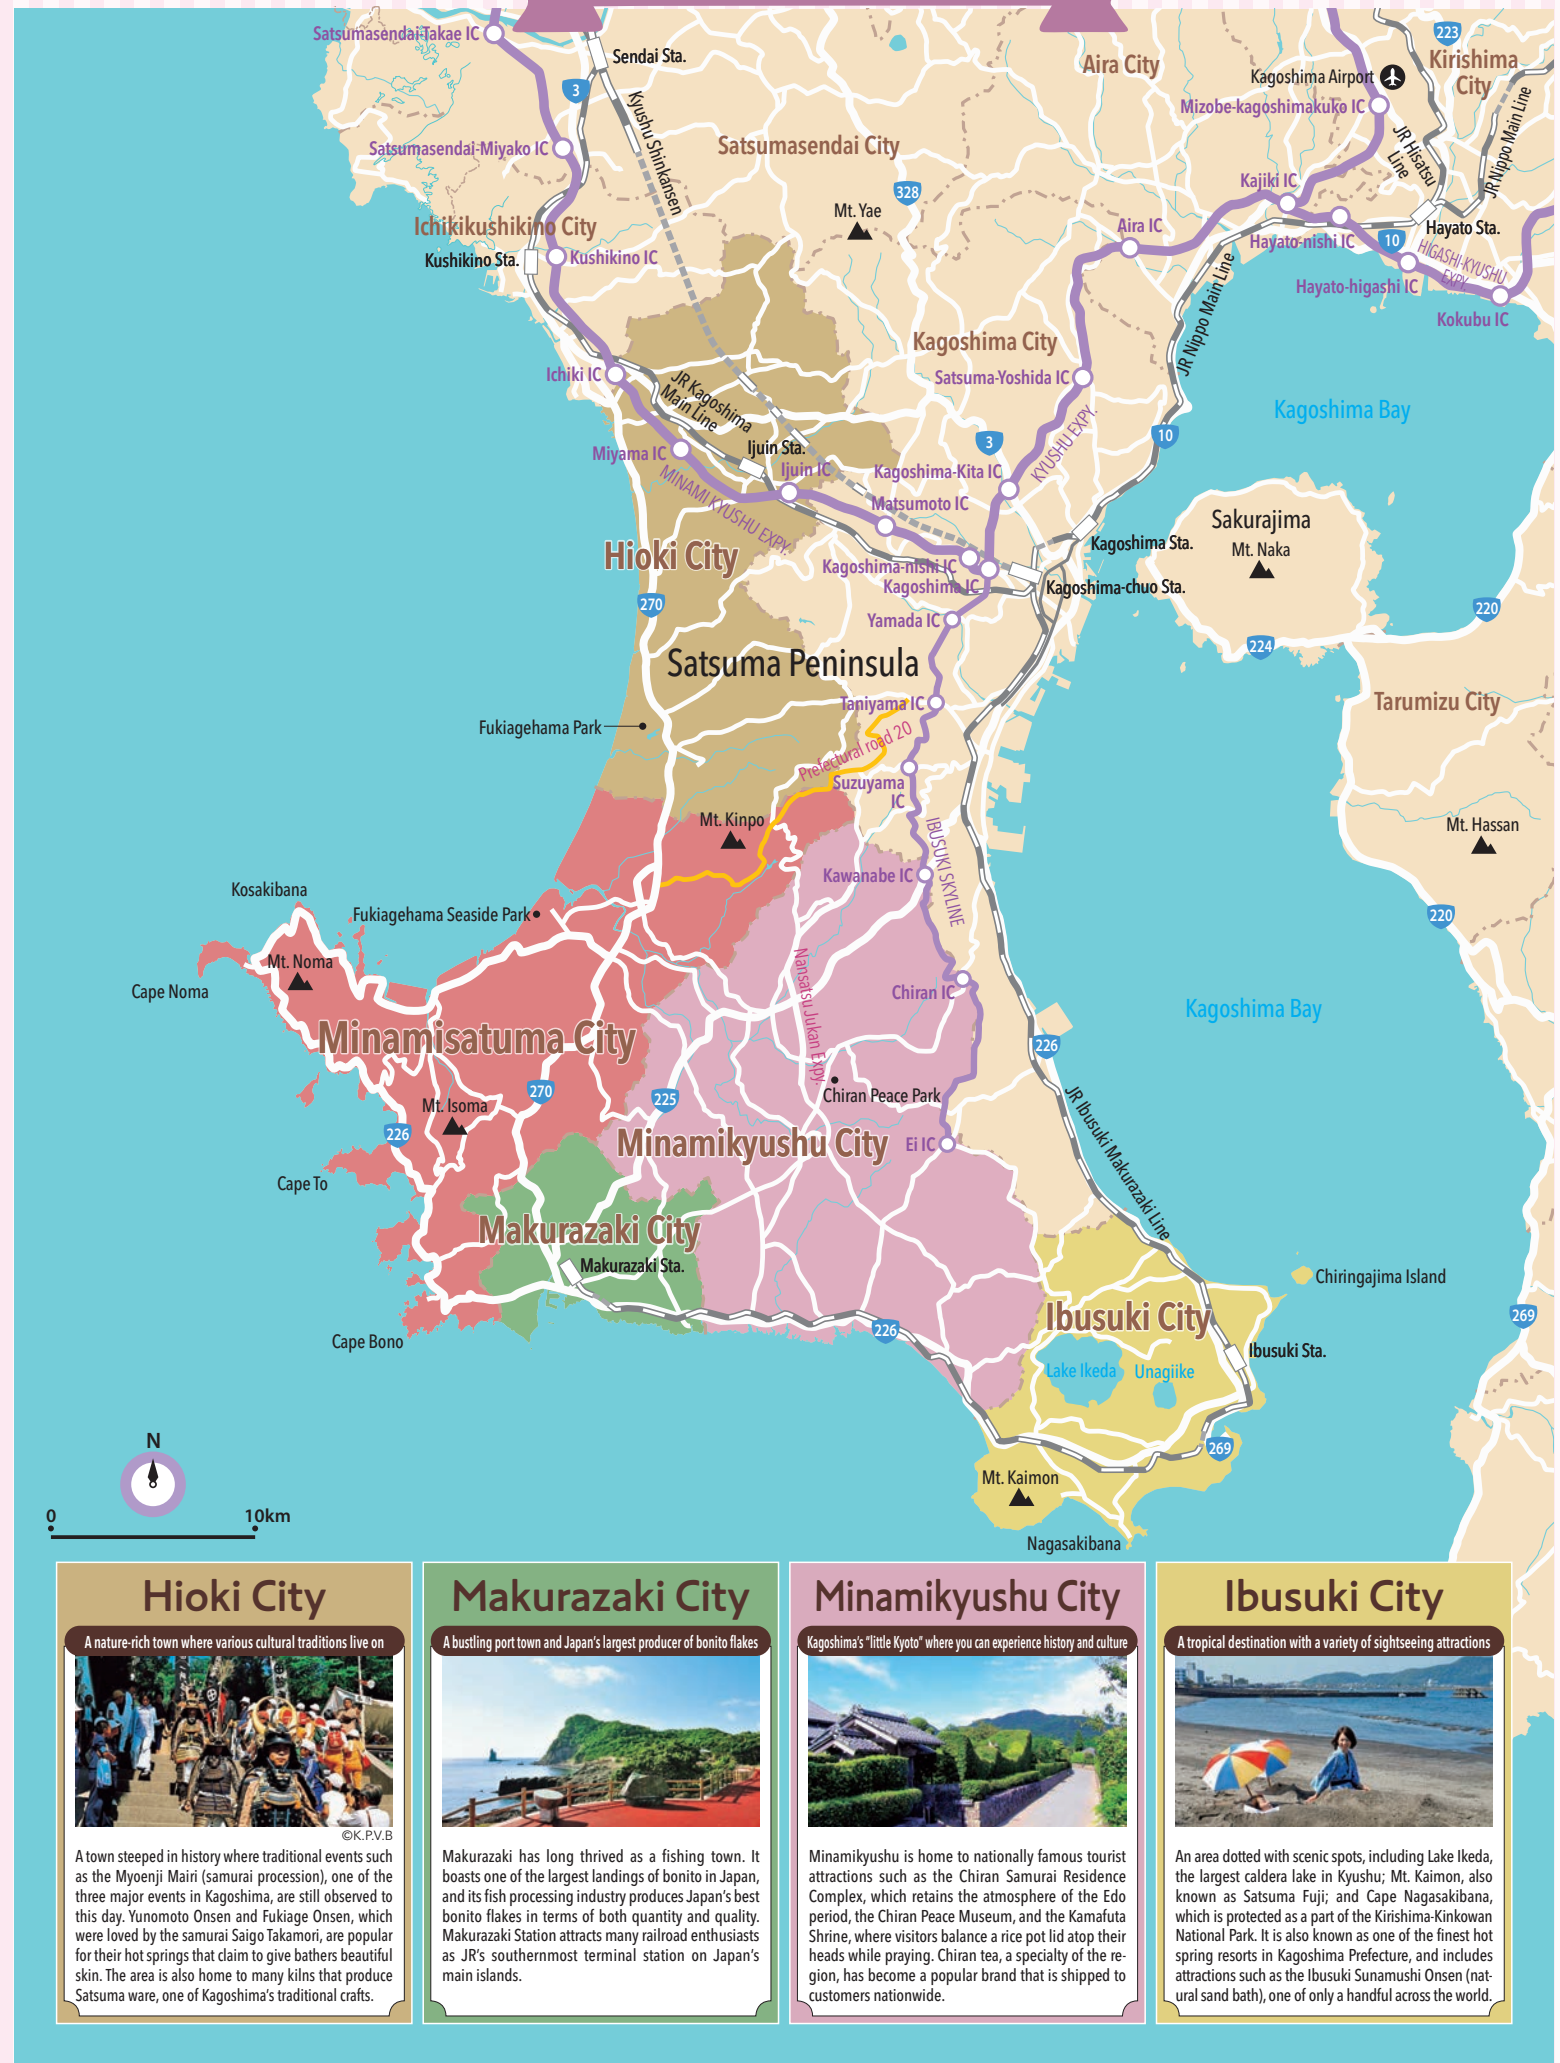 Satsumasendai-Takae IC
Sendai Sta.
3
Kyushu Shinkansen
Aira City
223
Kirishima
City
Kagoshima Airport
Mizobe-kagoshimakuko IC
JR Hisatsu
Line
JR Nippo Main Line
Satsumasendai-Miyako IC
Satsumasendai City
328
Mt. Yae
Kajiki IC
Aira IC
Hayato Sta.
Hayato-nishi IC
10
HIGASHI-KYUSHU
EXPY.
Hayato-higashi IC
Kokubu IC
Ichikikushikino City
Kushikino Sta.
Kushikino IC
JR Nippo Main Line
Kagoshima City
Satsuma-Yoshida IC
Ichiki IC
JR Kagoshima
Main Line
Kagoshima Bay
KYUSHU EXPY.
3
10
Miyama IC
Ijuin Sta.
Ijuin IC
Kagoshima-Kita IC
MINAMI KYUSHU EXPY.
Matsumoto IC
Sakurajima
Mt. Naka
Kagoshima Sta.
Hioki City
Kagoshima-nishi IC
Kagoshima IC
Kagoshima-chuo Sta.
270
Yamada IC
220
224
Satsuma Peninsula
Taniyama IC
Tarumizu City
Fukiagehama Park
Prefectural road 20
Suzuyama
IC
Mt. Kinpo
IBUSUKI SKYLINE
Mt. Hassan
Kawanabe IC
Kosakibana
Fukiagehama Seaside Park
220
Mt. Noma
Cape Noma
Nansatsu Jukan Expy.
Chiran IC
Kagoshima Bay
Minamisatuma City
226
270
225
Chiran Peace Park
JR Ibusuki Makurazaki Line
Mt. Isoma
226
Minamikyushu City
Ei IC
Cape To
Makurazaki City
Makurazaki Sta.
Chiringajima Island
Ibusuki City
269
226
Cape Bono
Ibusuki Sta.
Lake Ikeda
Unagiike
269
Mt. Kaimon
Nagasakibana
N
0 10km
Hioki City
A nature-rich town where various cultural traditions live on
©K.P.V.B
A town steeped in history where traditional events such
as the Myoenji Mairi (samurai procession), one of the
three major events in Kagoshima, are still observed to
this day. Yunomoto Onsen and Fukiage Onsen, which
were loved by the samurai Saigo Takamori, are popular
for their hot springs that claim to give bathers beautiful
skin. The area is also home to many kilns that produce
Satsuma ware, one of Kagoshima's traditional crafts.
Makurazaki City
A bustling port town and Japan's largest producer of bonito flakes
Makurazaki has long thrived as a fishing town. It
boasts one of the largest landings of bonito in Japan,
and its fish processing industry produces Japan's best
bonito flakes in terms of both quantity and quality.
Makurazaki Station attracts many railroad enthusiasts
as JR's southernmost terminal station on Japan's
main islands.
Minamikyushu City
Kagoshima's "little Kyoto" where you can experience history and culture
Minamikyushu is home to nationally famous tourist
attractions such as the Chiran Samurai Residence
Complex, which retains the atmosphere of the Edo
period, the Chiran Peace Museum, and the Kamafuta
Shrine, where visitors balance a rice pot lid atop their
heads while praying. Chiran tea, a specialty of the re-
gion, has become a popular brand that is shipped to
customers nationwide.
Ibusuki City
A tropical destination with a variety of sightseeing attractions
An area dotted with scenic spots, including Lake Ikeda,
the largest caldera lake in Kyushu; Mt. Kaimon, also
known as Satsuma Fuji; and Cape Nagasakibana,
which is protected as a part of the Kirishima-Kinkowan
National Park. It is also known as one of the finest hot
spring resorts in Kagoshima Prefecture, and includes
attractions such as the Ibusuki Sunamushi Onsen (nat-
ural sand bath), one of only a handful across the world.